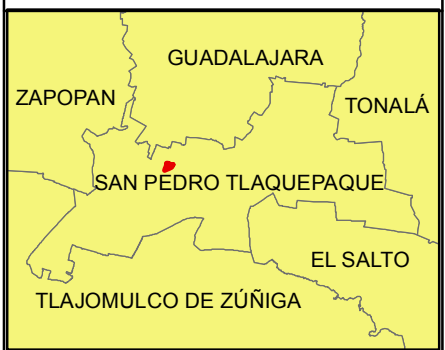 GUADALAJARA
ZAPOPAN
TONALÁ
SAN PEDRO TLAQUEPAQUE
EL SALTO
TLAJOMULCO DE ZÚÑIGA